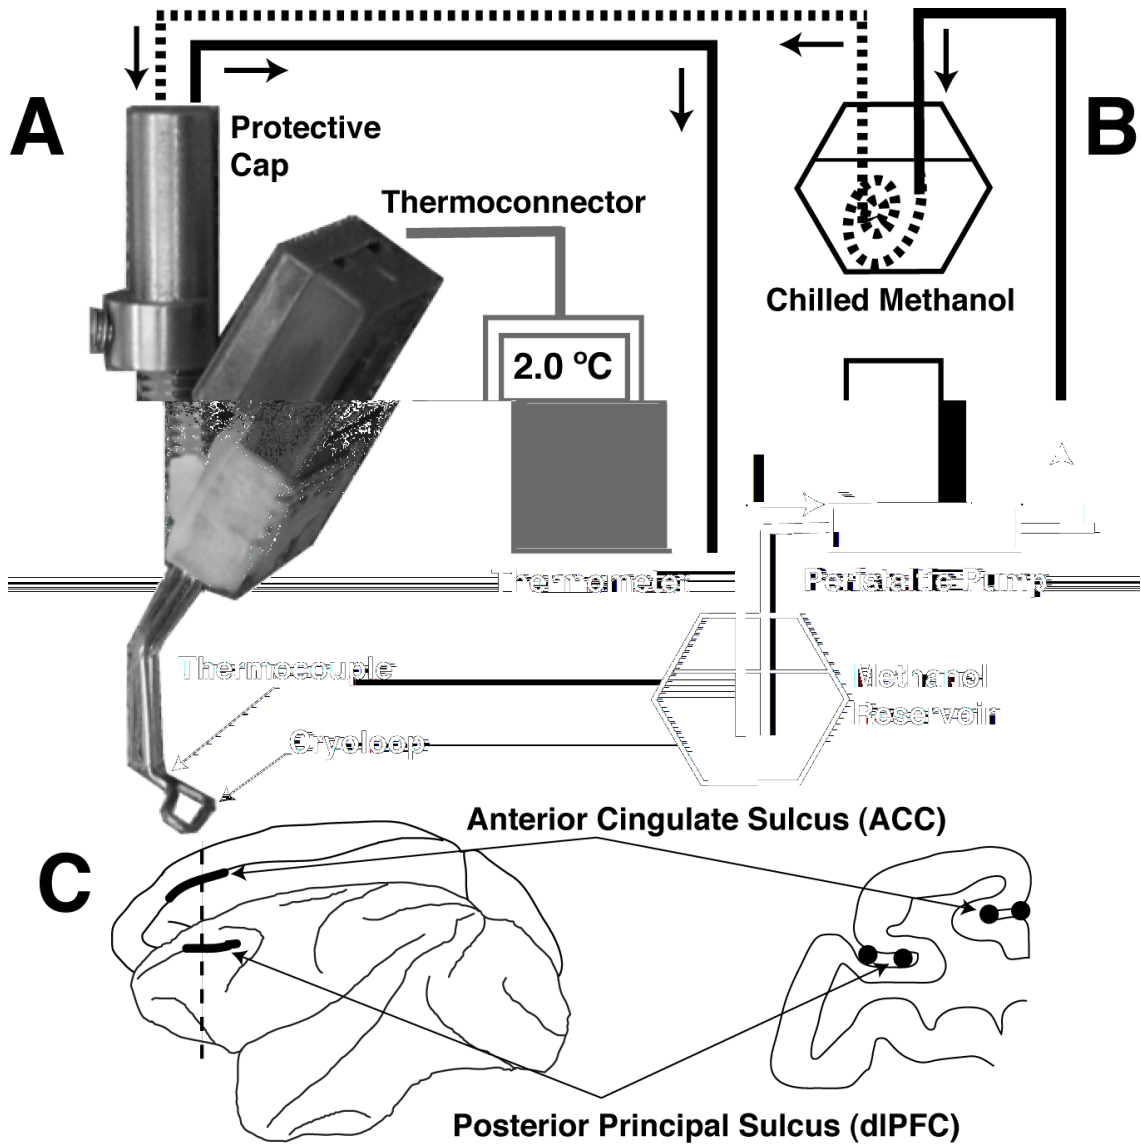 A
B
Protective
Cap
Thermoconnector
Chilled Methanol
2.0 ºC
Thermometer
Peristaltic Pump
Thermocouple
Methanol
Reservoir
Cryoloop
Anterior Cingulate Sulcus (ACC)
C
Posterior Principal Sulcus (dlPFC)